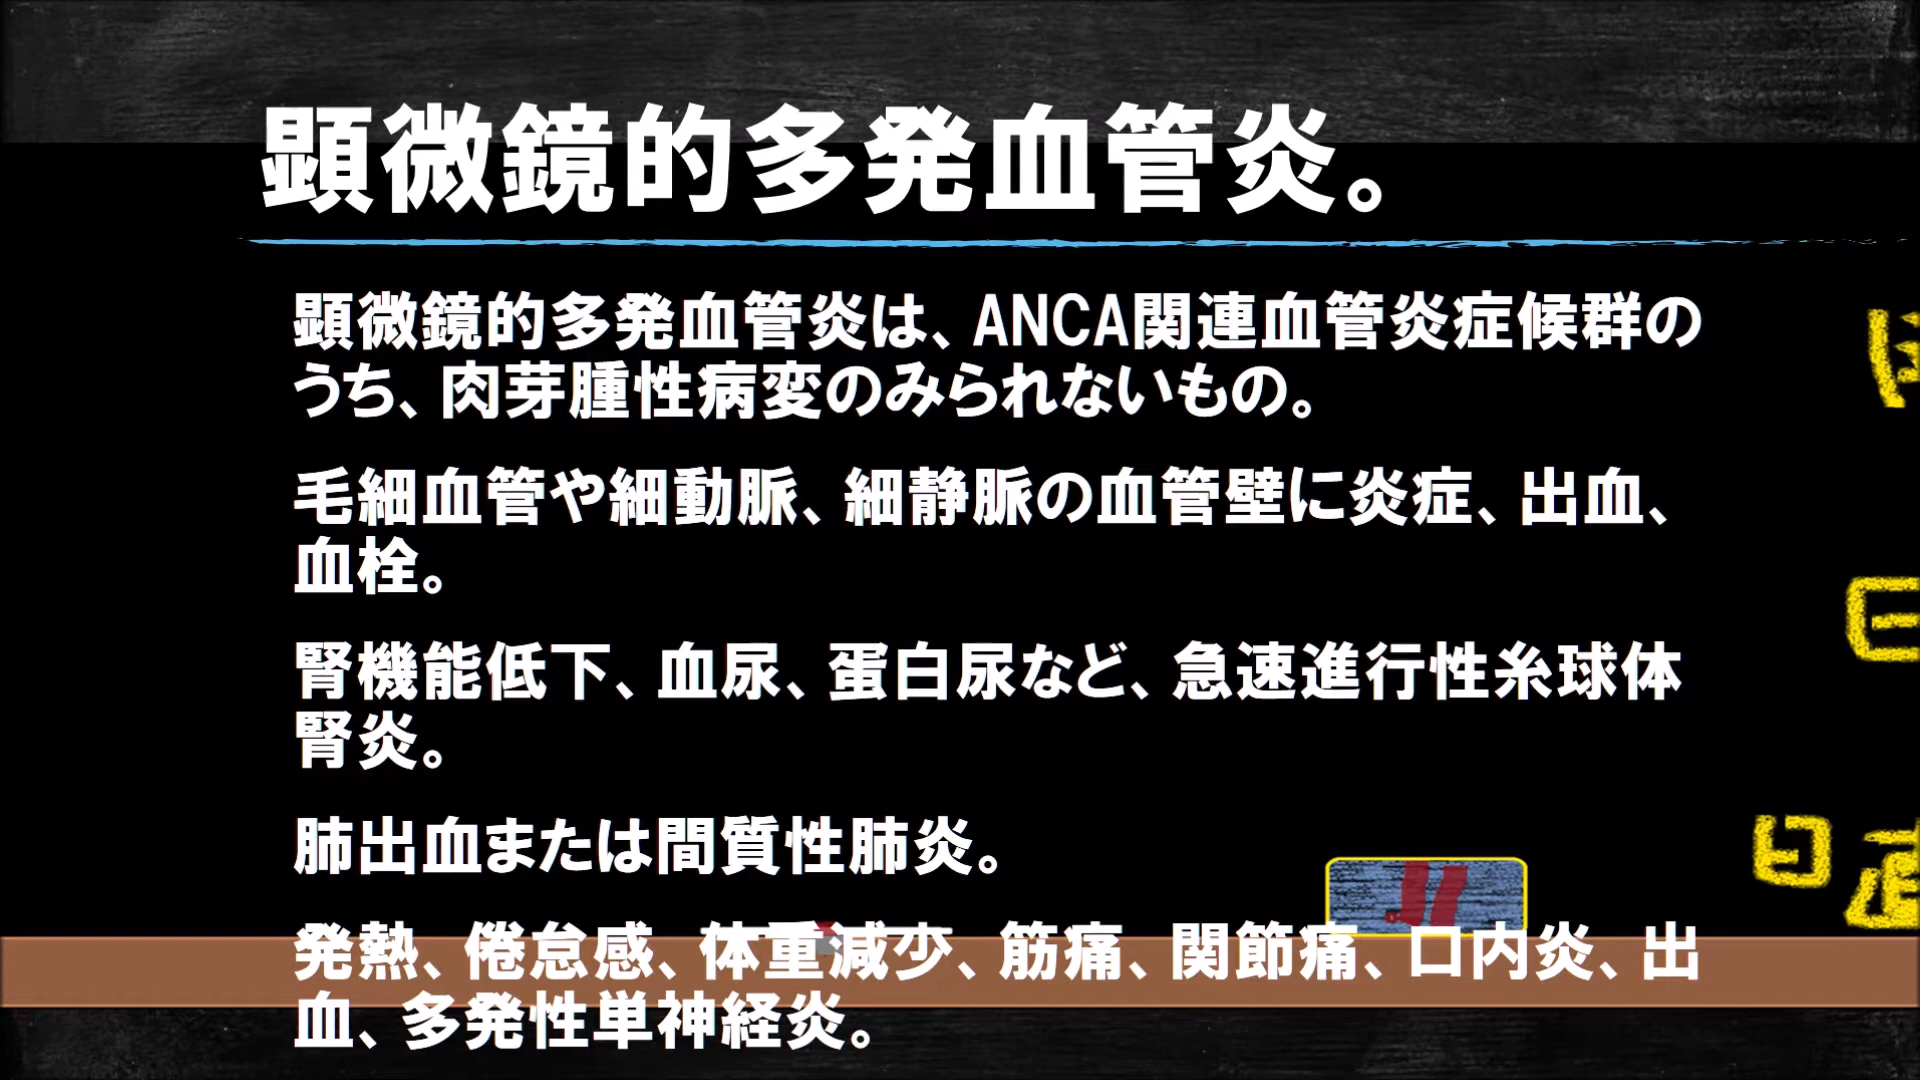 顕微鏡的多発血管炎。
顕微鏡的多発血管炎は、ANCA関連血管炎症候群の
うち、肉芽腫性病変のみられないもの。
毛細血管や細動脈、細静脈の血管壁に炎症、出血、
血栓。
腎機能低下、血尿、蛋白尿など、急速進行性糸球体
腎炎。
肺出血または間質性肺炎。
発熱、倦怠感、体重減少、筋痛、関節痛、口内炎、出
血、多発性単神経炎。